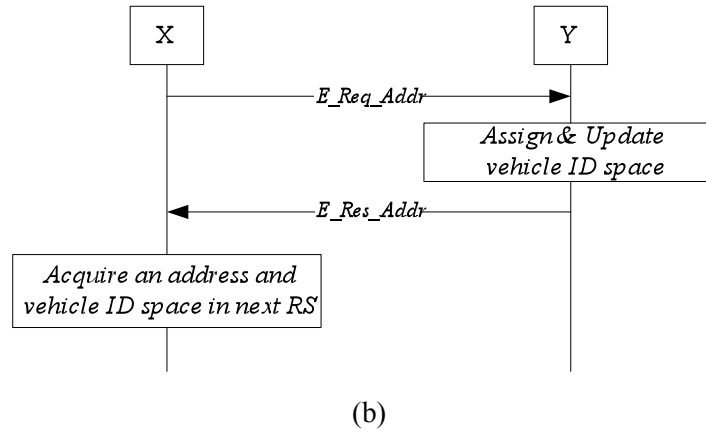 X
Y
E_Req_Addr
Assign & Update
vehicle ID space
E_Res_Addr
Acquire an address and
vehicle ID space in next RS
(b)